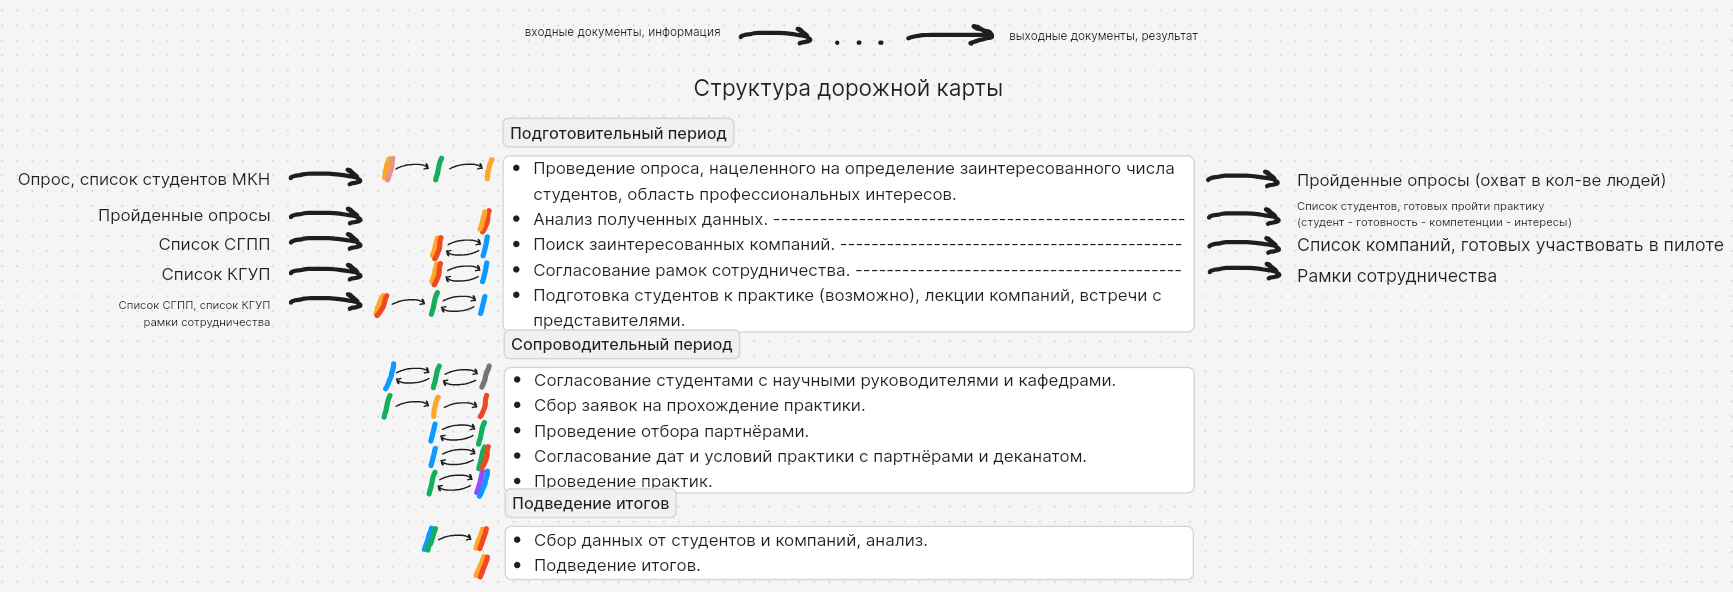 входные документы, информация
выходные документы, результат
Структура дорожной карты
Подготовительный период
Опрос, список студентов МКН
Проведение опроса, нацеленного на определение заинтересованного числа
студентов, область профессиональных интересов.
Пройденные опросы (охват в кол-ве людей)
Пройденные опросы
Анализ полученных данных.
Список студентов, готовых пройти практику
(студент - готовность - компетенции - интересы)
Список СГПП
Поиск заинтересованных компаний.
Список компаний, готовых участвовать в пилоте
Список КГУП
Согласование рамок сотрудничества.
Рамки сотрудничества
Список СГПП, список КГУП
рамки сотрудничества
Подготовка студентов к практике (возможно), лекции компаний, встречи с
представителями.
Сопроводительный период
Согласование студентами с научными руководителями и кафедрами.
Сбор заявок на прохождение практики.
Проведение отбора партнёрами.
Согласование дат и условий практики с партнёрами и деканатом.
Проведение практик.
Подведение итогов
Сбор данных от студентов и компаний, анализ.
Подведение итогов.